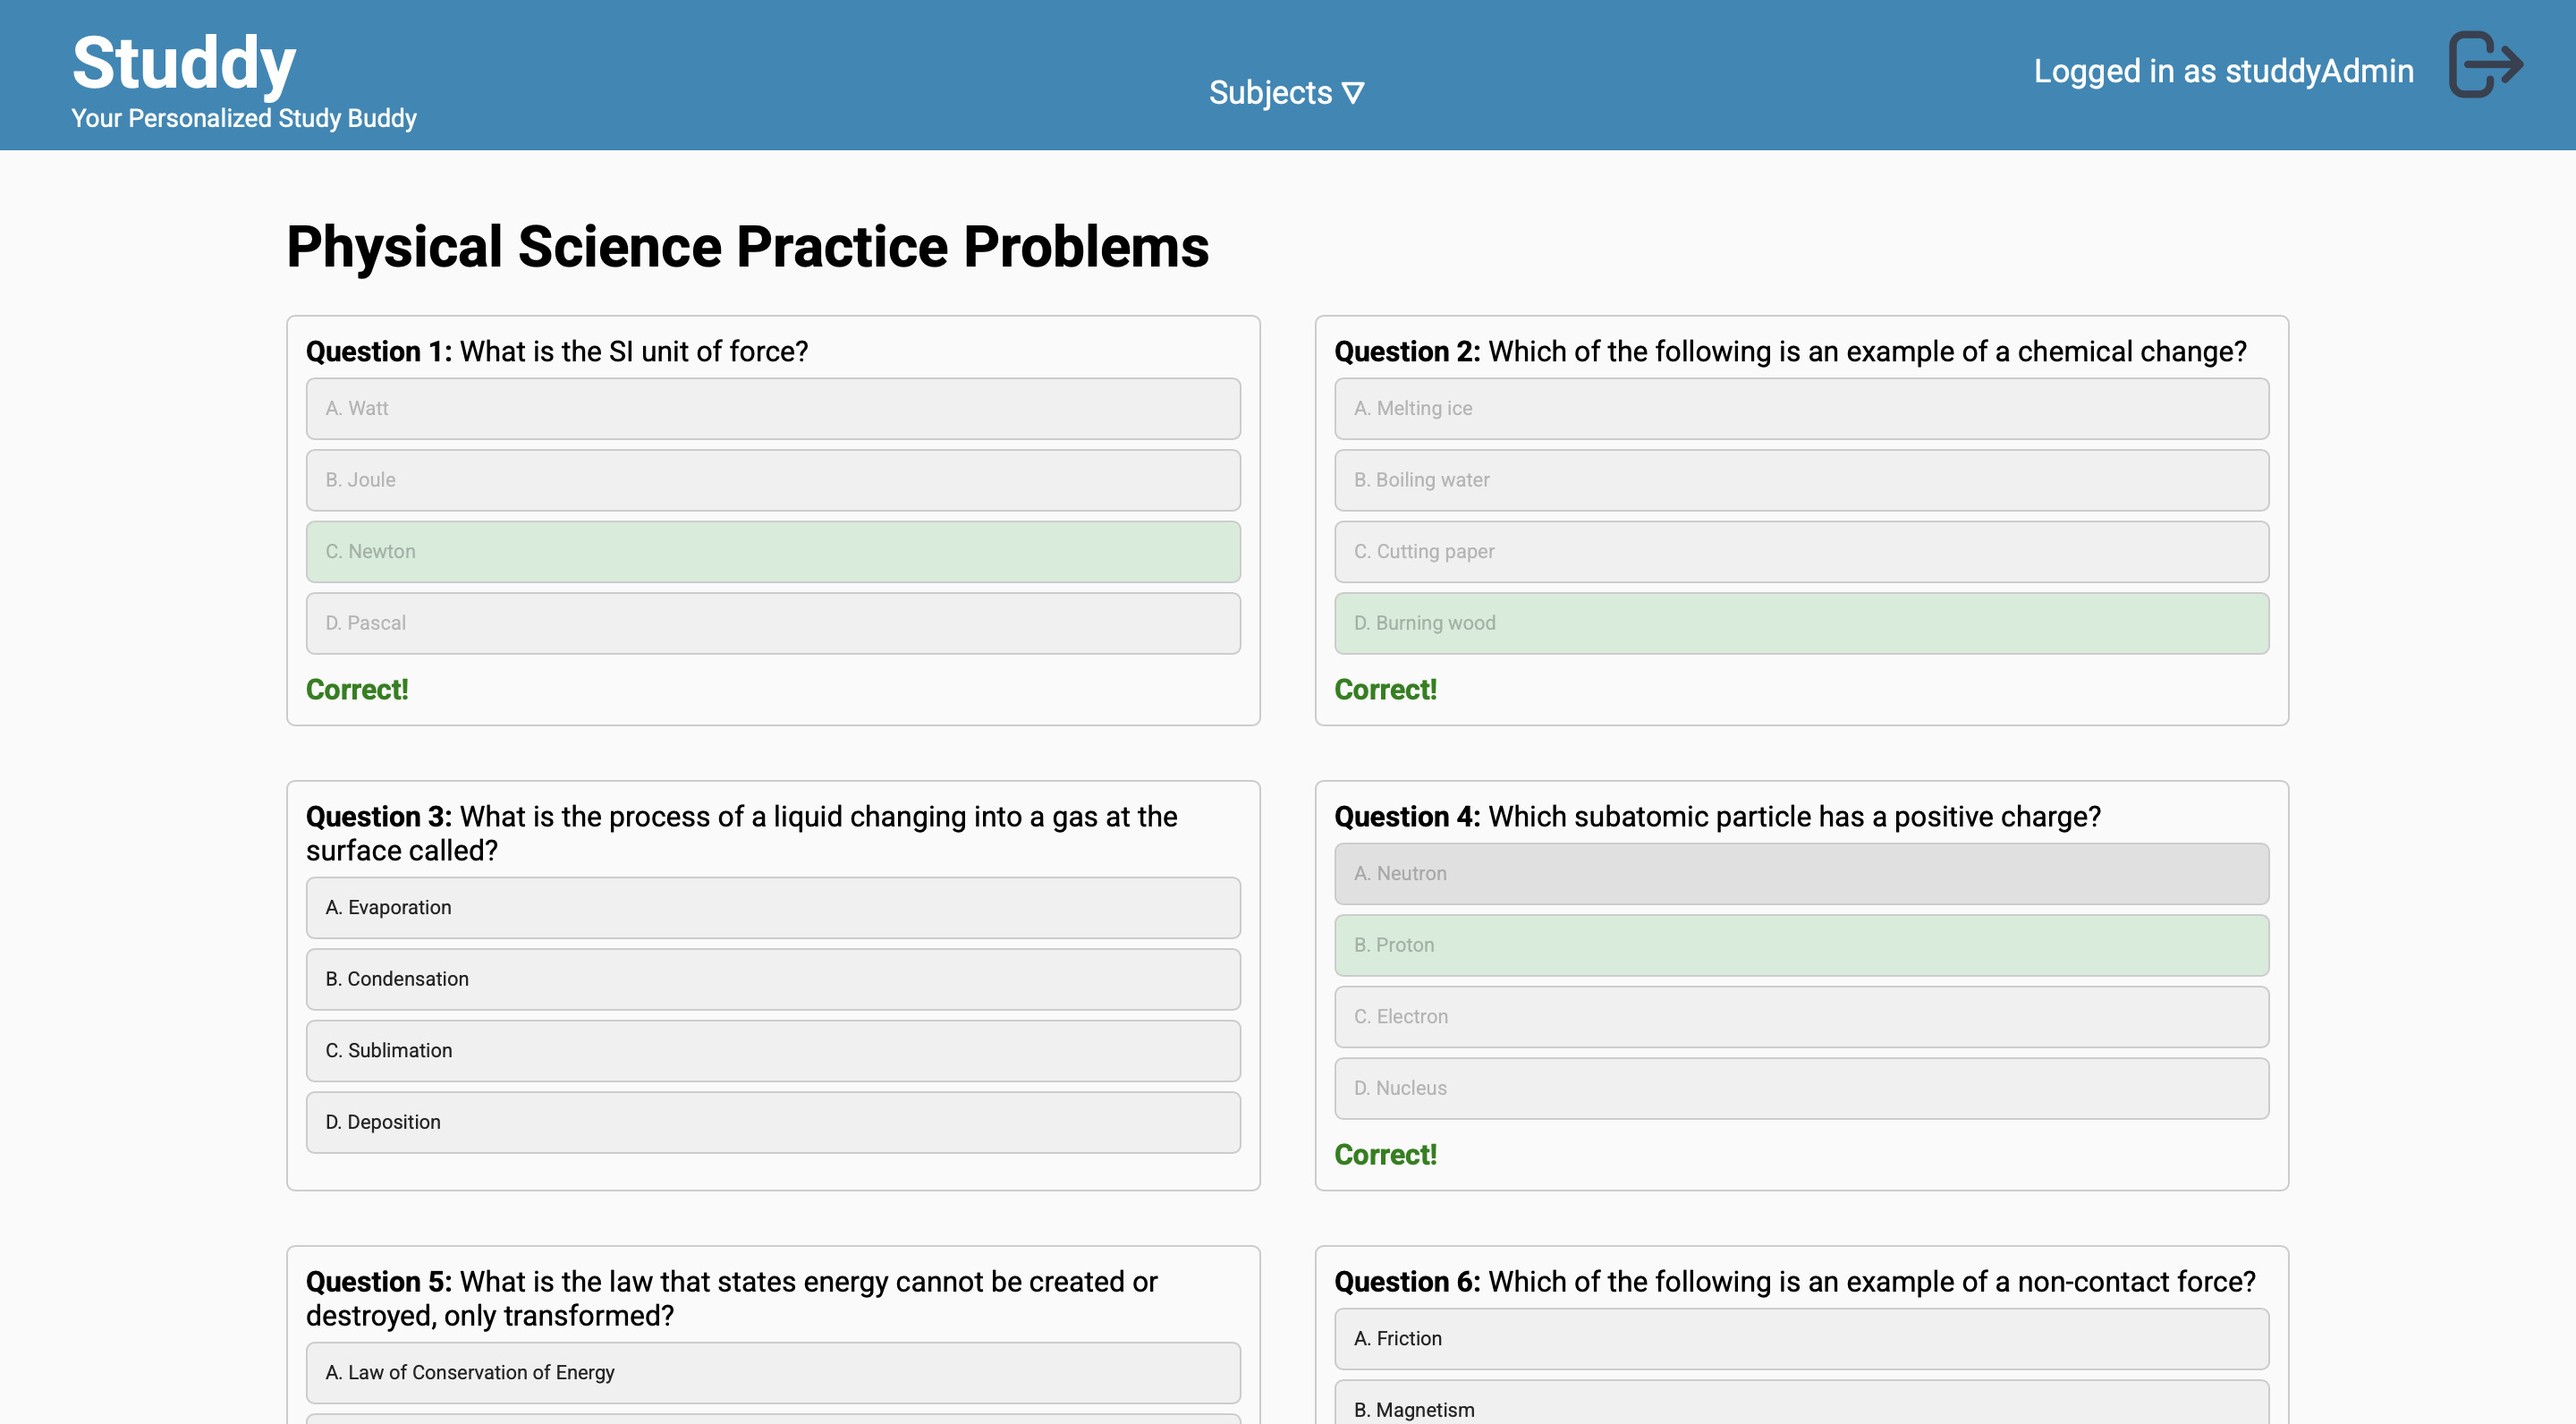 Studdy
Your Personalized Study Buddy
Subjects ▽
Logged in as studdyAdmin
Physical Science Practice Problems
Question 1: What is the SI unit of force?
A. Watt
B. Joule
C. Newton
D. Pascal
Correct!
Question 2: Which of the following is an example of a chemical change?
A. Melting ice
B. Boiling water
C. Cutting paper
D. Burning wood
Correct!
Question 3: What is the process of a liquid changing into a gas at the
surface called?
A. Evaporation
B. Condensation
C. Sublimation
D. Deposition
Question 4: Which subatomic particle has a positive charge?
A. Neutron
B. Proton
C. Electron
D. Nucleus
Correct!
Question 5: What is the law that states energy cannot be created or
destroyed, only transformed?
A. Law of Conservation of Energy
Question 6: Which of the following is an example of a non-contact force?
A. Friction
B. Magnetism